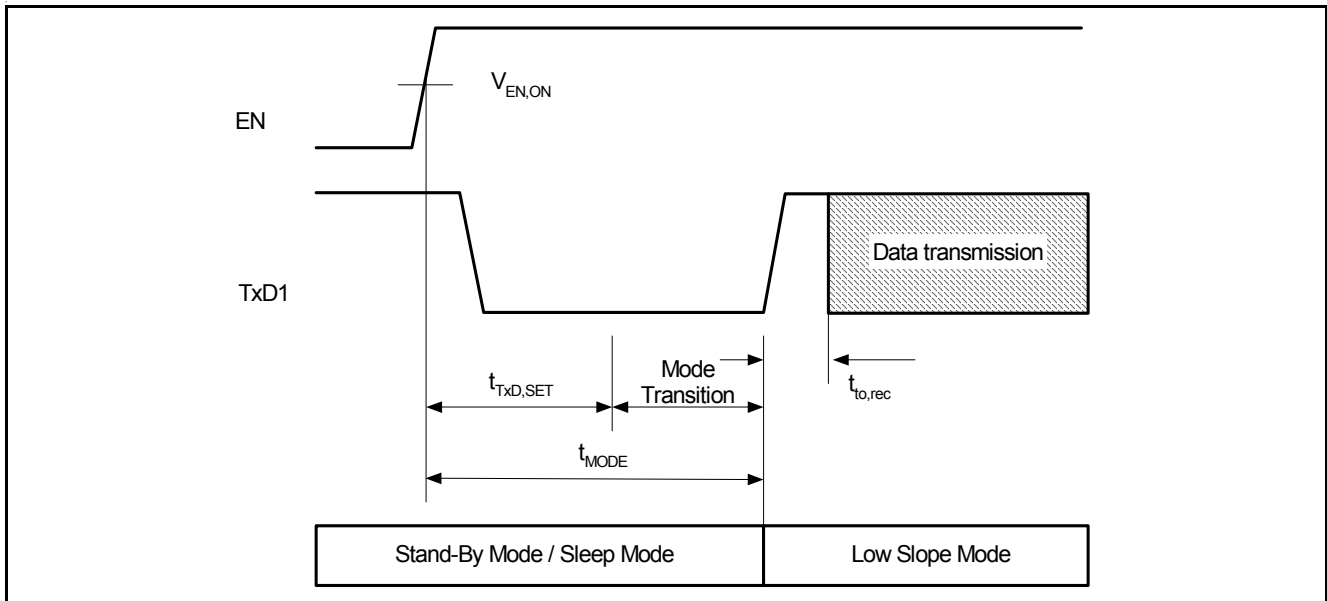 V_EN,ON
EN
Data transmission
TxD1
Mode
Transition
t_TxD,SET
t_to,rec
t_MODE
Stand-By Mode / Sleep Mode
Low Slope Mode